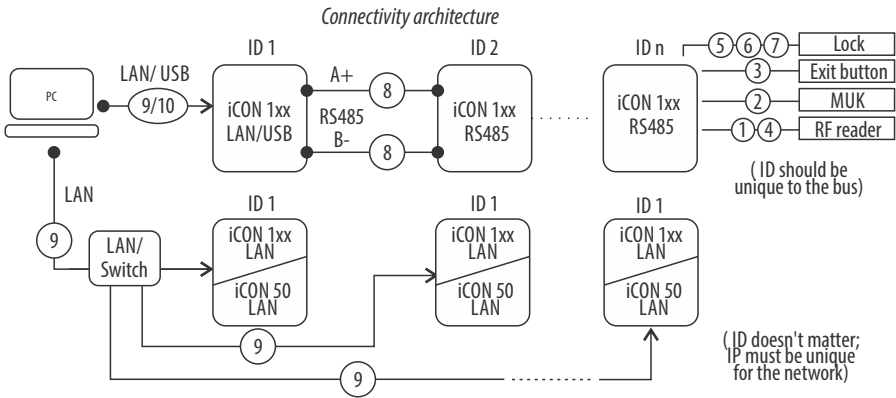 Connectivity architecture
ID 1
ID 2
ID n
PC
LAN/ USB
9/10
iCON 1xx
LAN/USB
A+
8
RS485
B-
8
iCON 1xx
RS485
iCON 1xx
RS485
5 6 7 Lock
3 Exit button
2 MUK
1 4 RF reader
( ID should be
unique to the bus)
LAN
9
LAN/
Switch
ID 1
iCON 1xx
LAN
iCON 50
LAN
ID 1
iCON 1xx
LAN
iCON 50
LAN
ID 1
iCON 1xx
LAN
iCON 50
LAN
9
9
( ID doesn't matter;
IP must be unique
for the network)